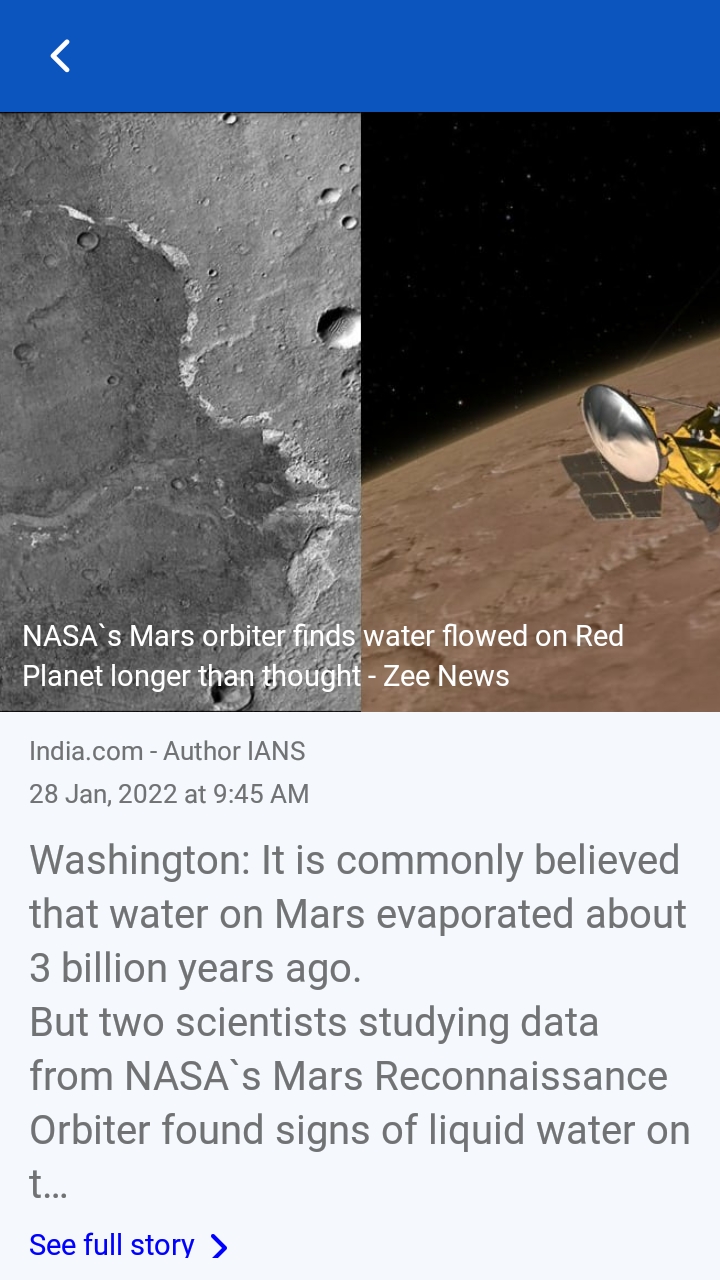 NASA`s Mars orbiter finds water flowed on Red
Planet longer than thought - Zee News
India.com - Author IANS
28 Jan, 2022 at 9:45 AM
Washington: It is commonly believed
that water on Mars evaporated about
3 billion years ago.
But two scientists studying data
from NASA`s Mars Reconnaissance
Orbiter found signs of liquid water on
t…
See full story